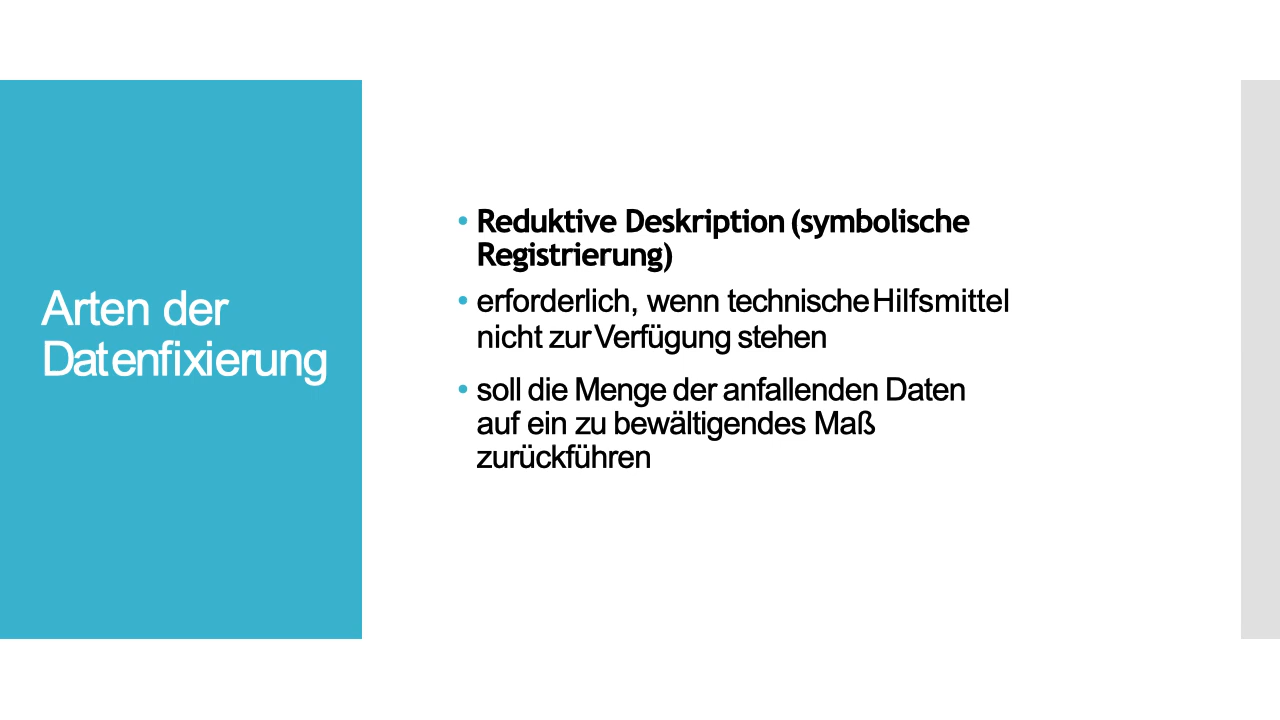 Arten der
Datenfixierung
• Reduktive Deskription (symbolische
Registrierung)
• erforderlich, wenn technische Hilfsmittel
nicht zur Verfügung stehen
• soll die Menge der anfallenden Daten
auf ein zu bewältigendes Maß
zurückführen